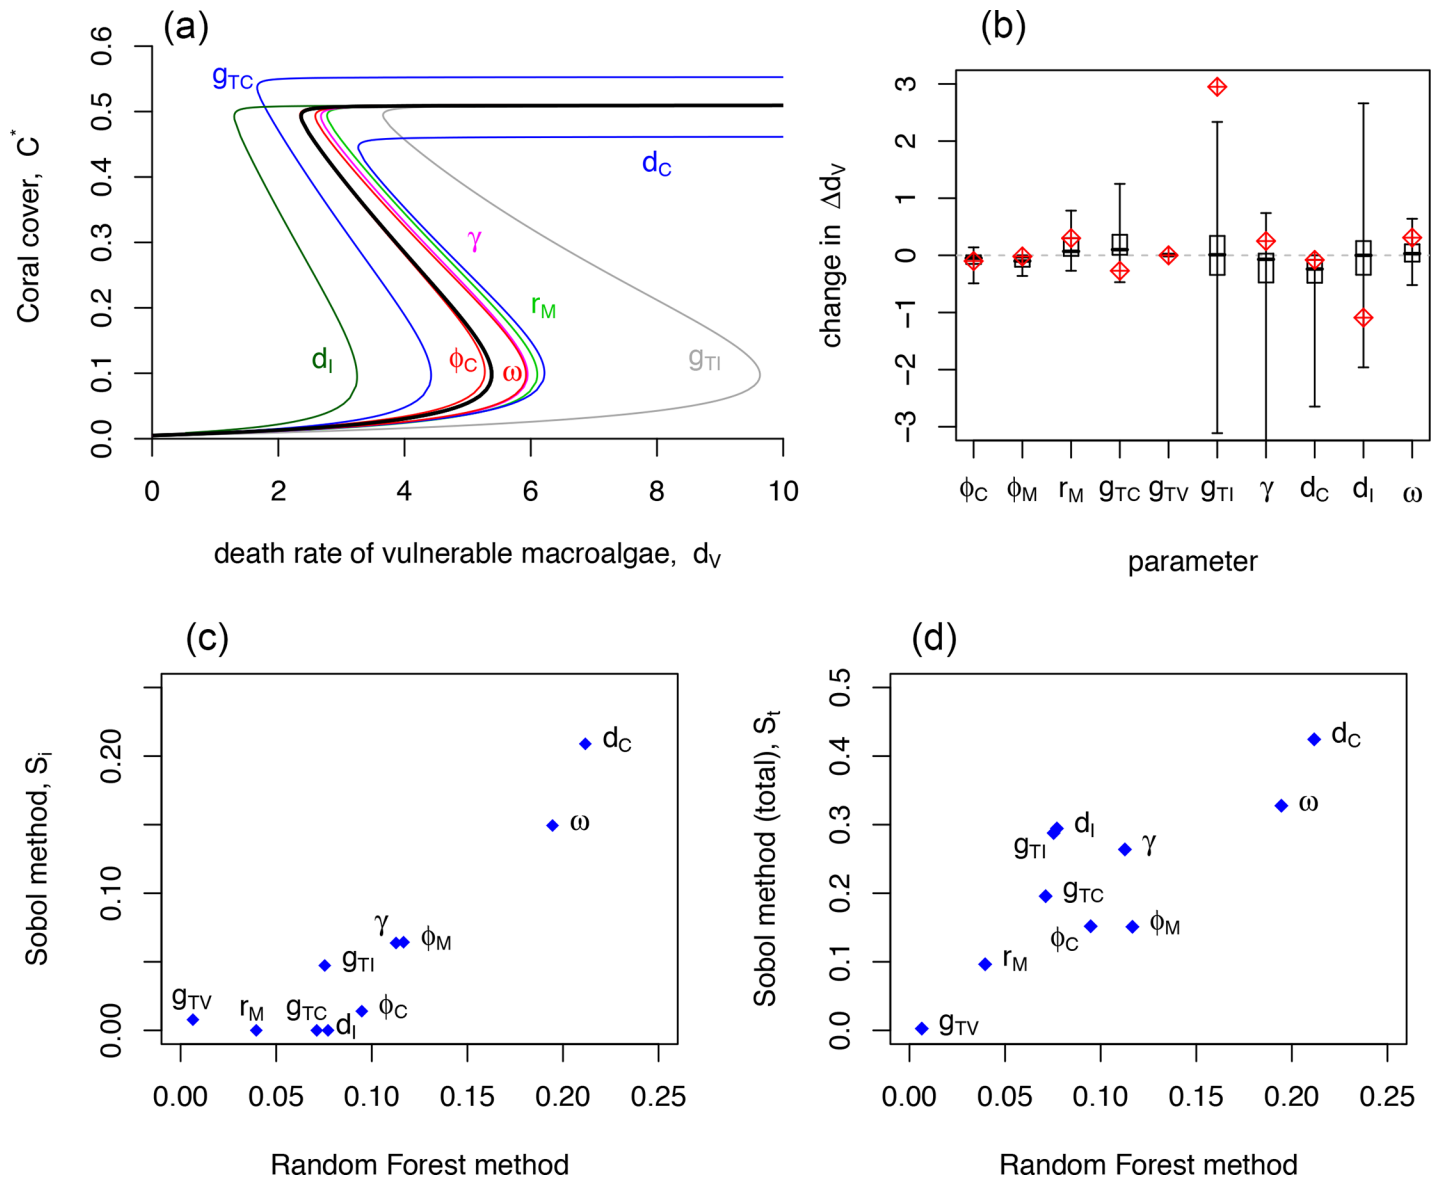 (a)
Coral cover, C*
0.0 0.1 0.2 0.3 0.4 0.5 0.6
gTC
dC
γ
rM
dI
ϕC
ω
gTI
0 2 4 6 8 10
death rate of vulnerable macroalgae, dV
(b)
change in ΔdV
−3 −2 −1 0 1 2 3
ϕC ϕM rM gTC gTV gTI γ dC dI ω
parameter
(c)
Sobol method, Si
0.00 0.10 0.20
dC
ω
γ
ϕM
gTI
gTV
rM
gTC
dI
ϕC
0.00 0.05 0.10 0.15 0.20 0.25
Random Forest method
(d)
Sobol method (total), St
0.0 0.1 0.2 0.3 0.4 0.5
dC
ω
dI
gTI
γ
gTC
ϕC
ϕM
rM
gTV
0.00 0.05 0.10 0.15 0.20 0.25
Random Forest method